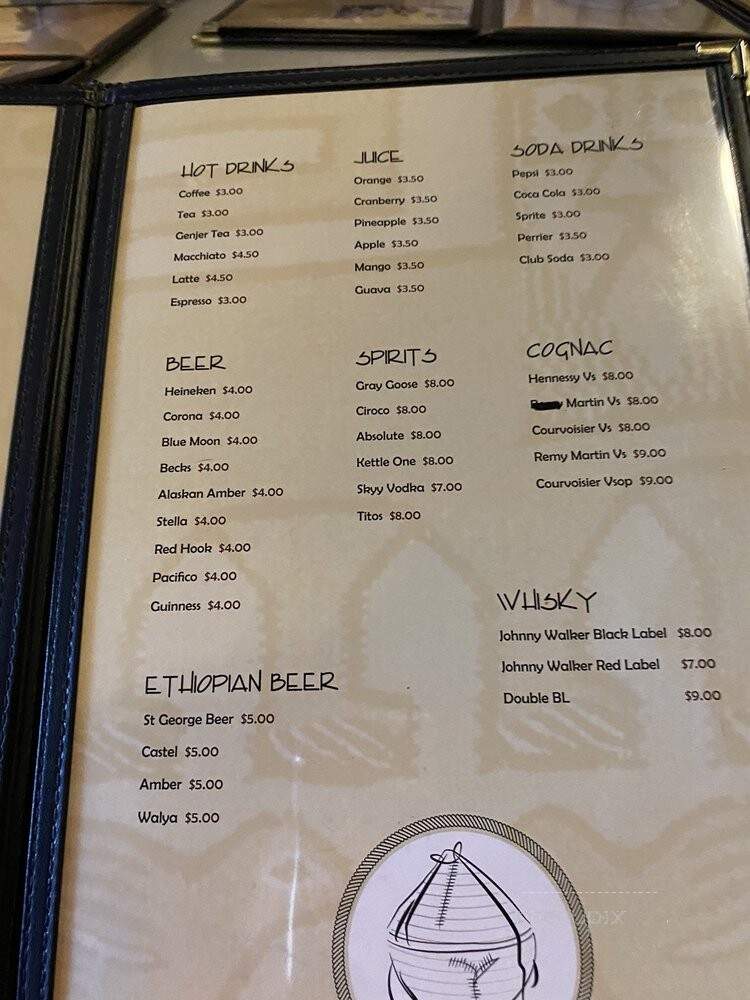 HOT DRINKS
Coffee $3.00
Tea $3.00
Genjer Tea $3.00
Macchiato $4.50
Latte $4.50
Espresso $3.00
JUICE
Orange $3.50
Cranberry $3.50
Pineapple $3.50
Apple $3.50
Mango $3.50
Guava $3.50
SODA DRINKS
Pepsi $3.00
Coca Cola $3.00
Sprite $3.00
Perrier $3.50
Club Soda $3.00
BEER
Heineken $4.00
Corona $4.00
Blue Moon $4.00
Becks $4.00
Alaskan Amber $4.00
Stella $4.00
Red Hook $4.00
Pacifico $4.00
Guinness $4.00
SPIRITS
Gray Goose $8.00
Ciroco $8.00
Absolute $8.00
Kettle One $8.00
Skyy Vodka $7.00
Titos $8.00
COGNAC
Hennessy Vs $8.00
Martin Vs $8.00
Courvoisier Vs $8.00
Remy Martin Vs $9.00
Courvoisier Vsop $9.00
WHISKY
Johnny Walker Black Label $8.00
Johnny Walker Red Label $7.00
Double BL $9.00
ETHIOPIAN BEER
St George Beer $5.00
Castel $5.00
Amber $5.00
Walya $5.00